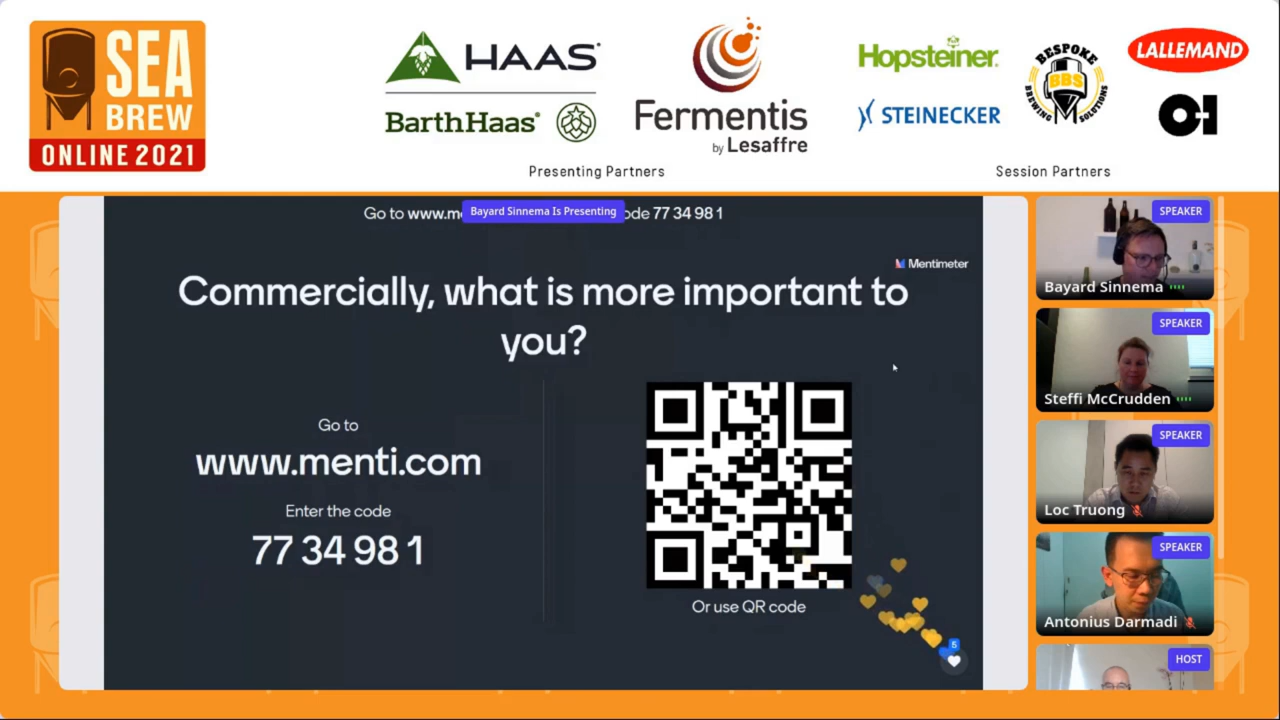 SEA
BREW
ONLINE 2021
HAAS
BarthHaas
Fermentis
by Lesaffre
Presenting Partners
Hopsteiner
STEINECKER
BESPOKE
BBS
BREWING SOLUTIONS
LALLEMAND
Session Partners
Go to www.me
Bayard Sinnema Is Presenting
ode 77 34 98 1
Mentimeter
Commercially, what is more important to
you?
Go to
www.menti.com
Enter the code
77 34 98 1
Or use QR code
5
SPEAKER
Bayard Sinnema
SPEAKER
Steffi McCrudden
SPEAKER
Loc Truong
SPEAKER
Antonius Darmadi
HOST